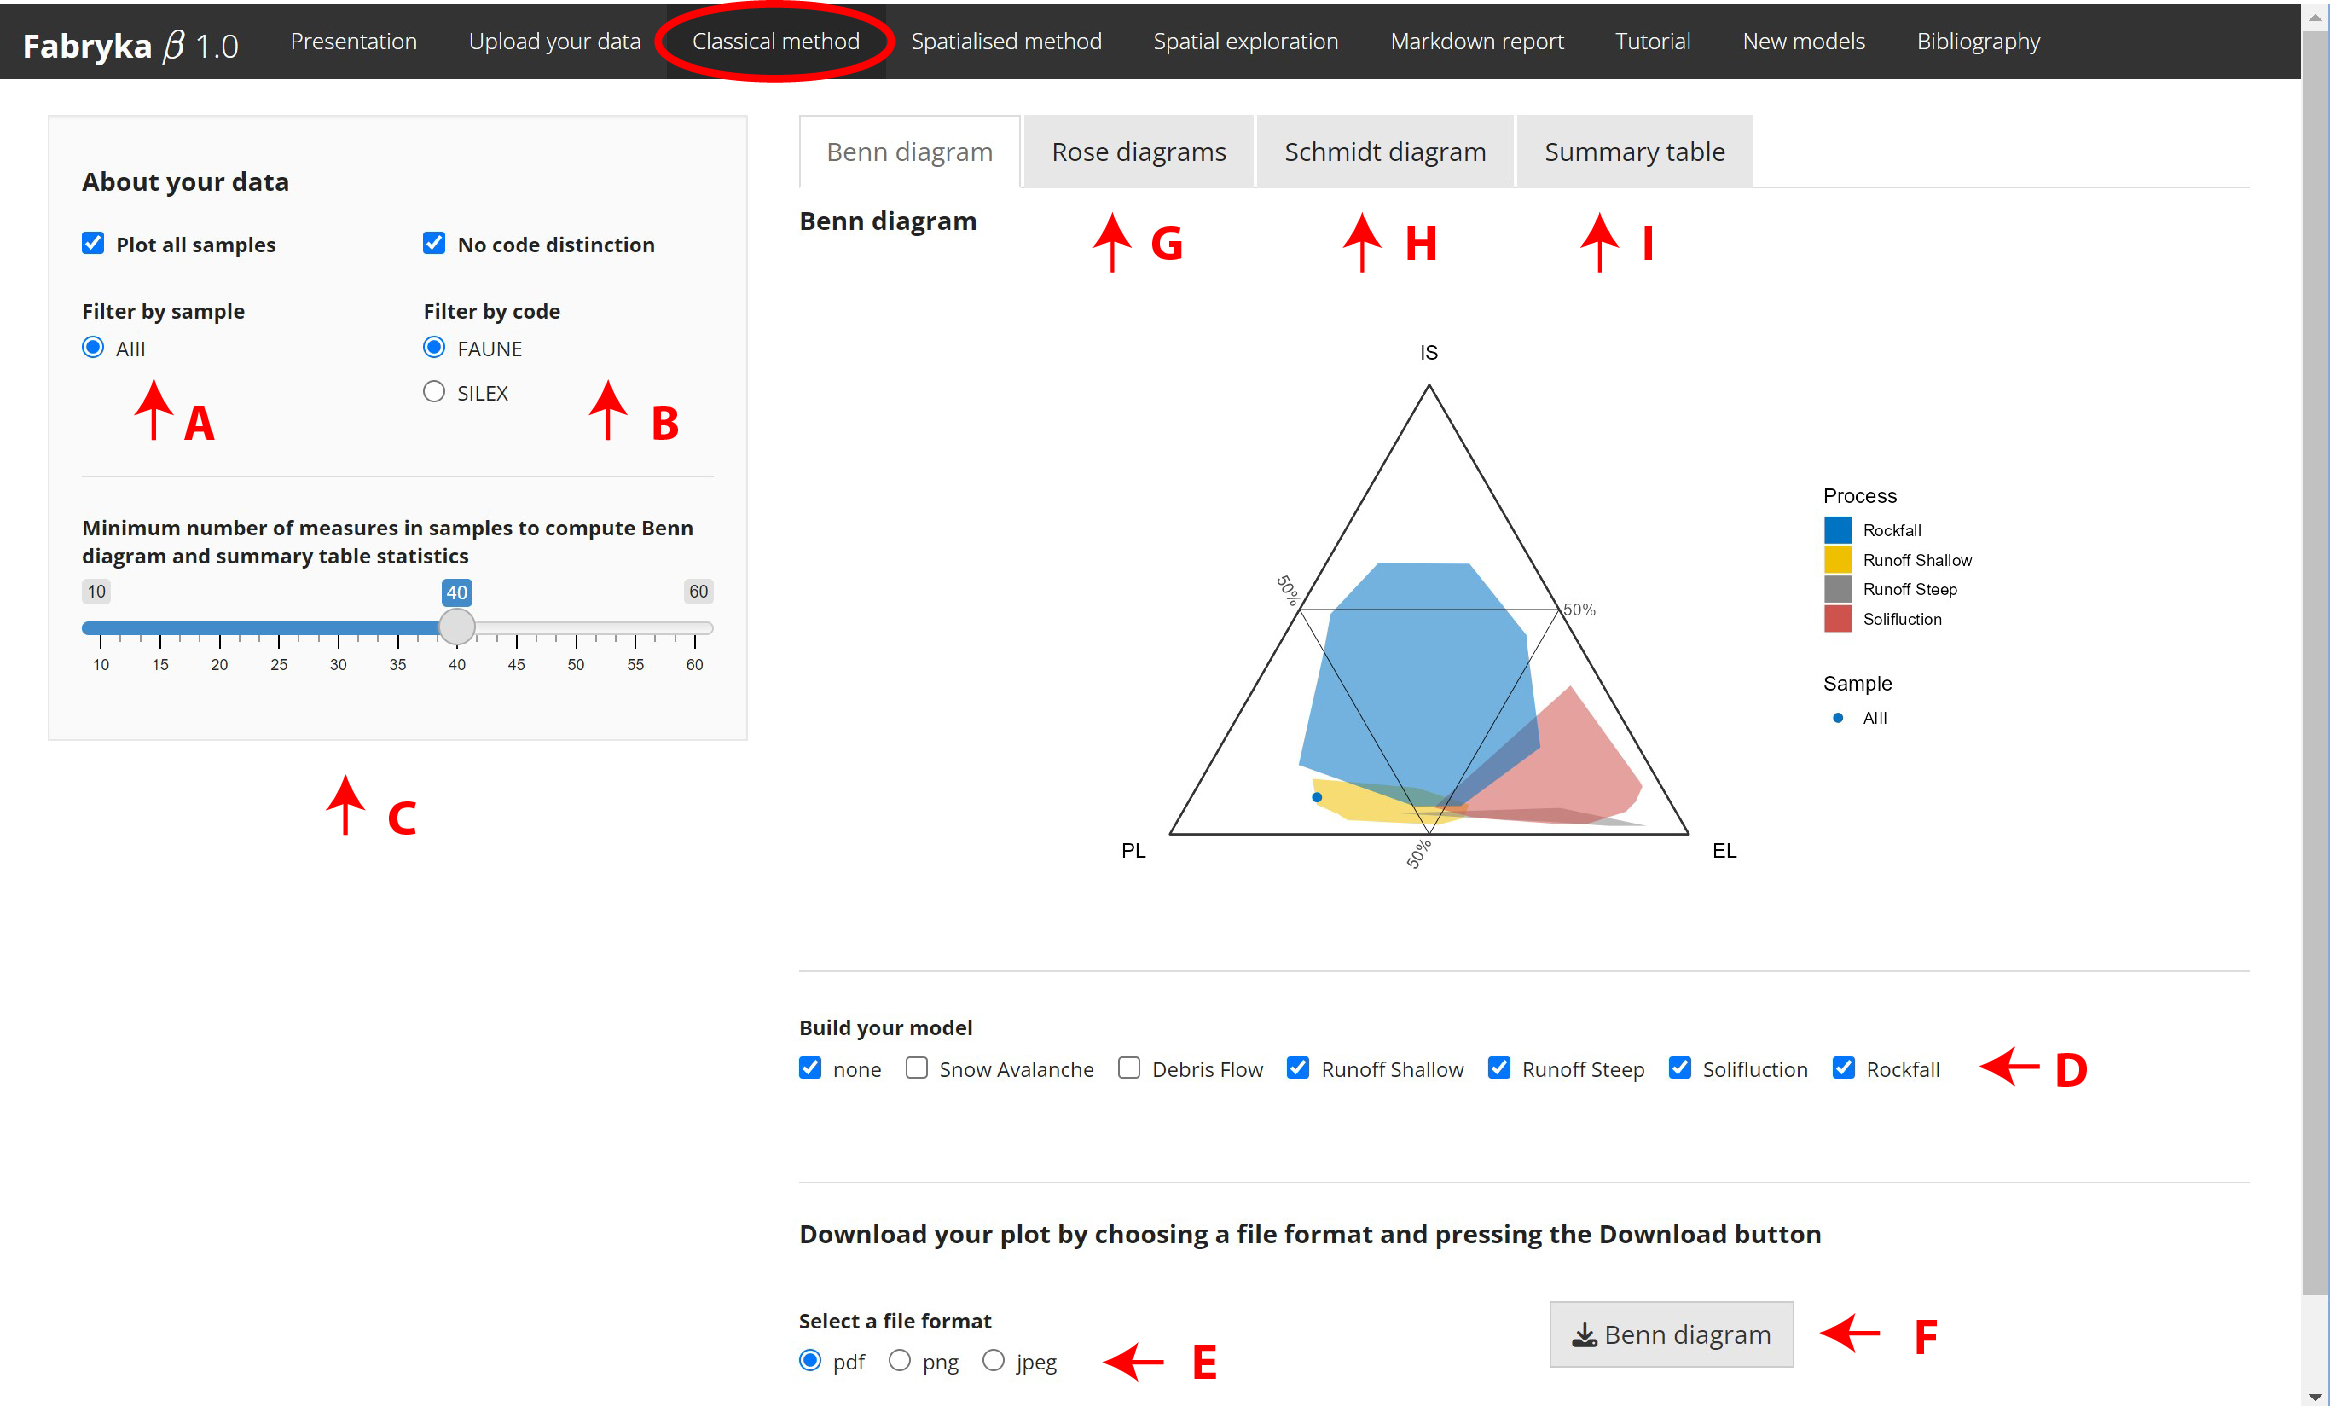 Fabryka β 1.0 Presentation Upload your data Classical method Spatialised method Spatial exploration Markdown report Tutorial New models Bibliography
About your data
Plot all samples No code distinction
Filter by sample Filter by code
AIII FAUNE
SILEX
A B
Minimum number of measures in samples to compute Benn
diagram and summary table statistics
10 40 60
10 15 20 25 30 35 40 45 50 55 60
C
Benn diagram Rose diagrams Schmidt diagram Summary table
Benn diagram
G H I
IS
50% 50%
PL EL
50%
Process
Rockfall
Runoff Shallow
Runoff Steep
Solifluction
Sample
AIII
Build your model
none Snow Avalanche Debris Flow Runoff Shallow Runoff Steep Solifluction Rockfall D
Download your plot by choosing a file format and pressing the Download button
Select a file format
pdf png jpeg E
Benn diagram F